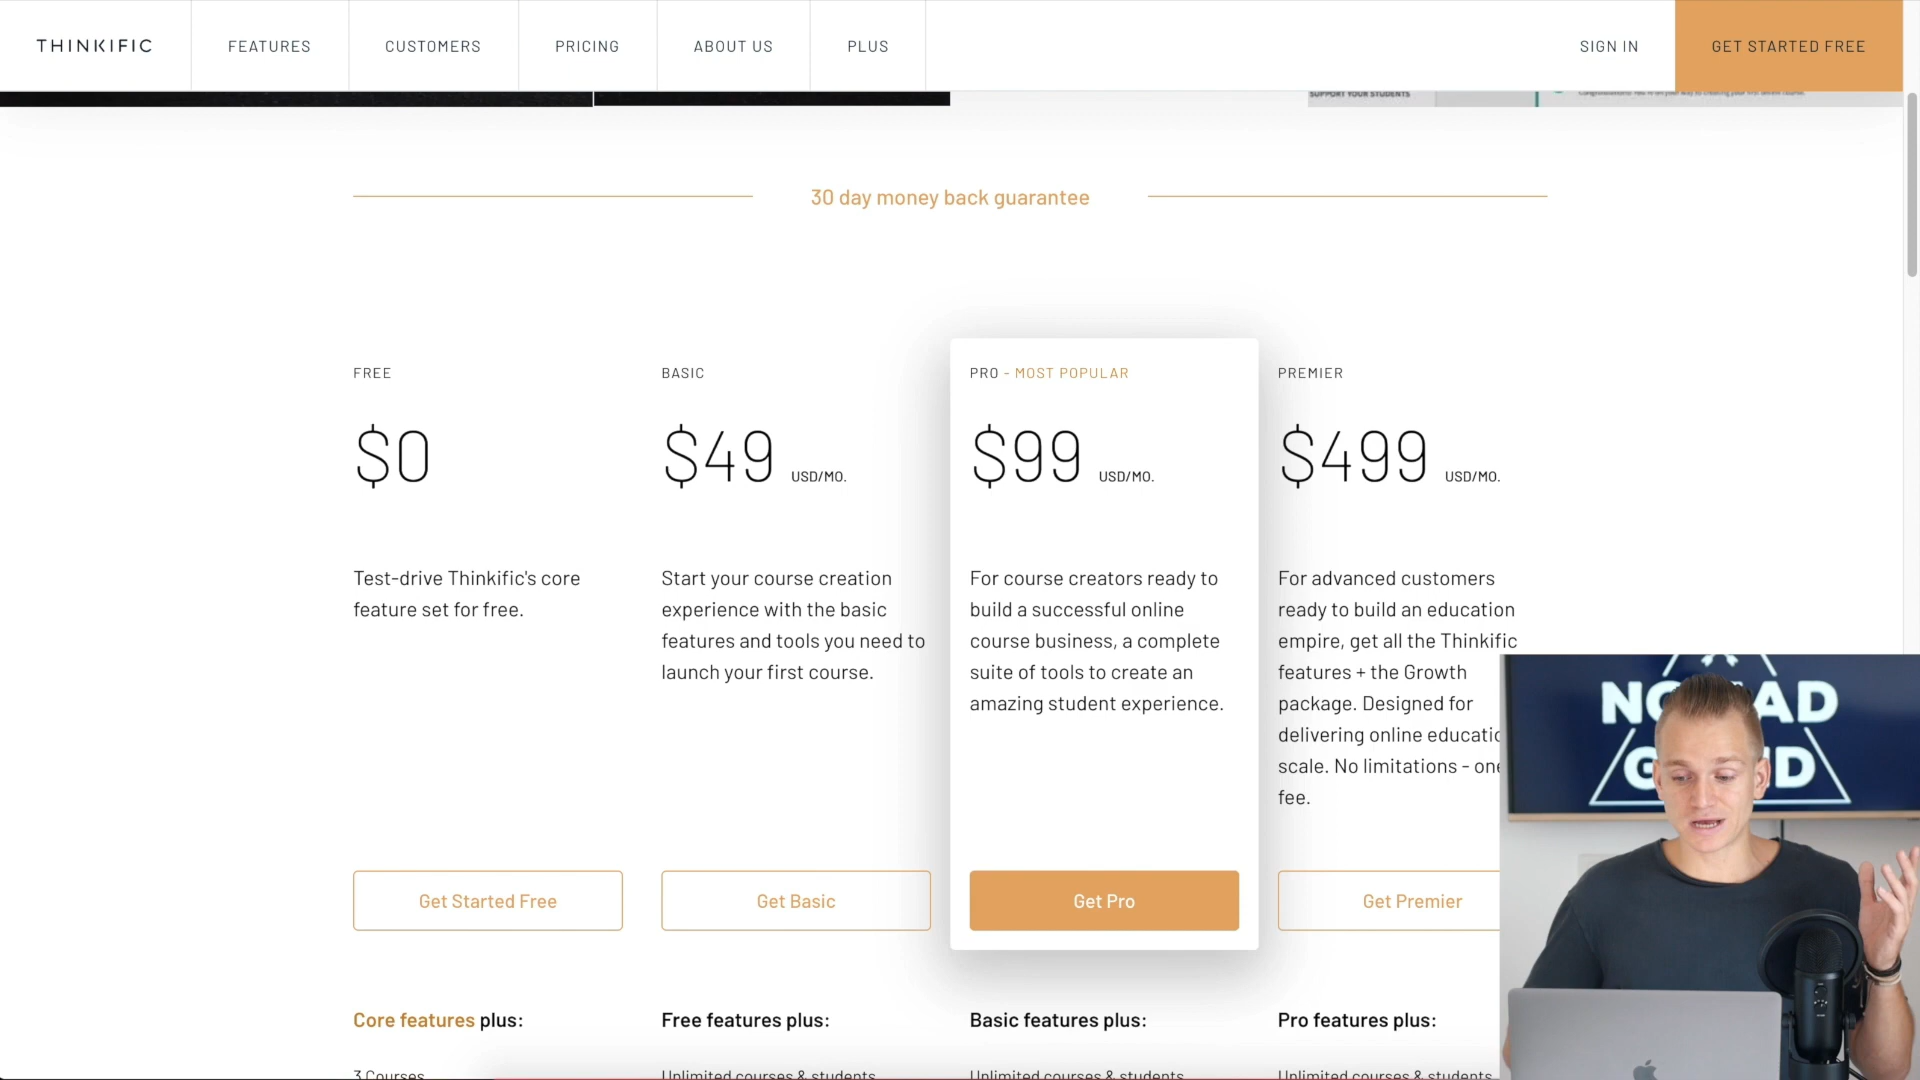 THINKIFIC
FEATURES
CUSTOMERS
PRICING
ABOUT US
PLUS
SIGN IN
GET STARTED FREE
SUPPORT YOUR STUDENTS
30 day money back guarantee
FREE
$0
Test-drive Thinkific's core
feature set for free.
Get Started Free
Core features plus:
3 Courses
BASIC
$49 USD/MO.
Start your course creation
experience with the basic
features and tools you need to
launch your first course.
Get Basic
Free features plus:
Unlimited courses & students
PRO - MOST POPULAR
$99 USD/MO.
For course creators ready to
build a successful online
course business, a complete
suite of tools to create an
amazing student experience.
Get Pro
Basic features plus:
Unlimited courses & students
PREMIER
$499 USD/MO.
For advanced customers
ready to build an education
empire, get all the Thinkific
features + the Growth
package. Designed for
delivering online
scale. No limitations -
fee.
Get Premier
Pro features plus:
Unlimited courses & students